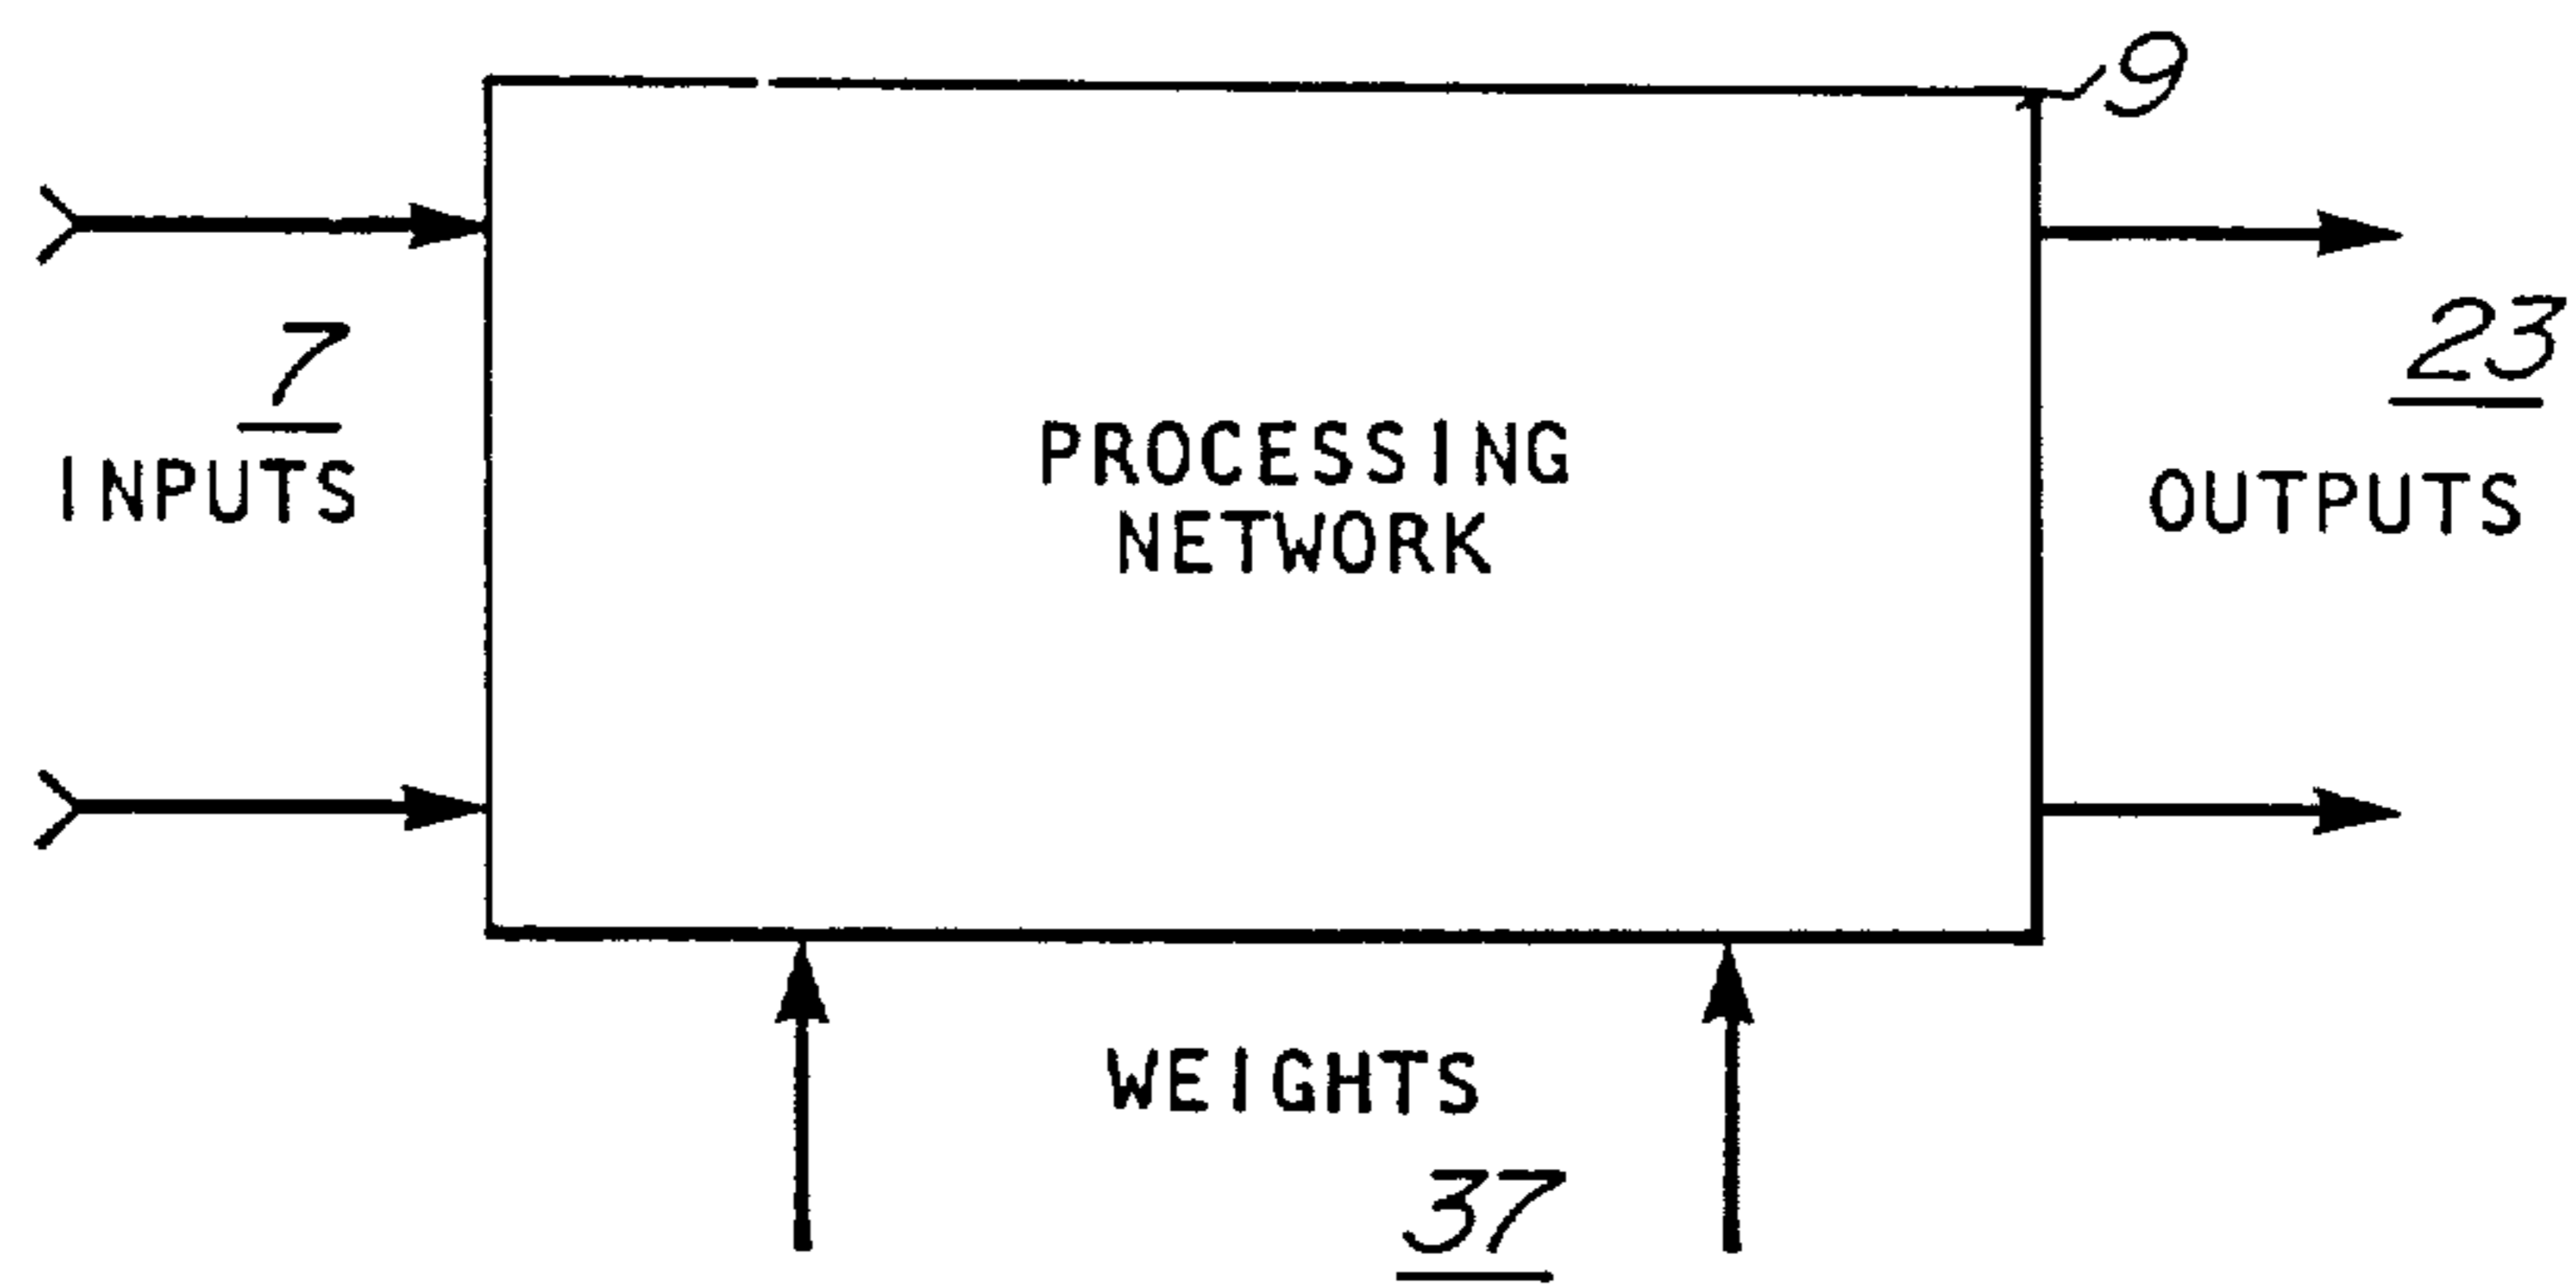 9
7
INPUTS
PROCESSING
NETWORK
23
OUTPUTS
WEIGHTS
37